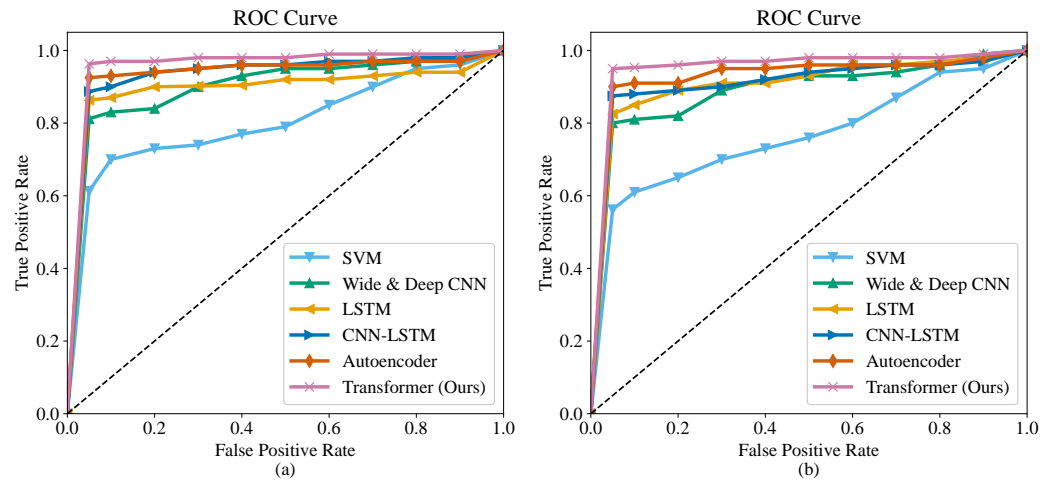 ROC Curve
1.0
0.8
0.6
0.4
0.2
0.0
True Positive Rate
SVM
Wide & Deep CNN
LSTM
CNN-LSTM
Autoencoder
Transformer (Ours)
0.0 0.2 0.4 0.6 0.8 1.0
False Positive Rate
(a)
ROC Curve
1.0
0.8
0.6
0.4
0.2
0.0
True Positive Rate
SVM
Wide & Deep CNN
LSTM
CNN-LSTM
Autoencoder
Transformer (Ours)
0.0 0.2 0.4 0.6 0.8 1.0
False Positive Rate
(b)